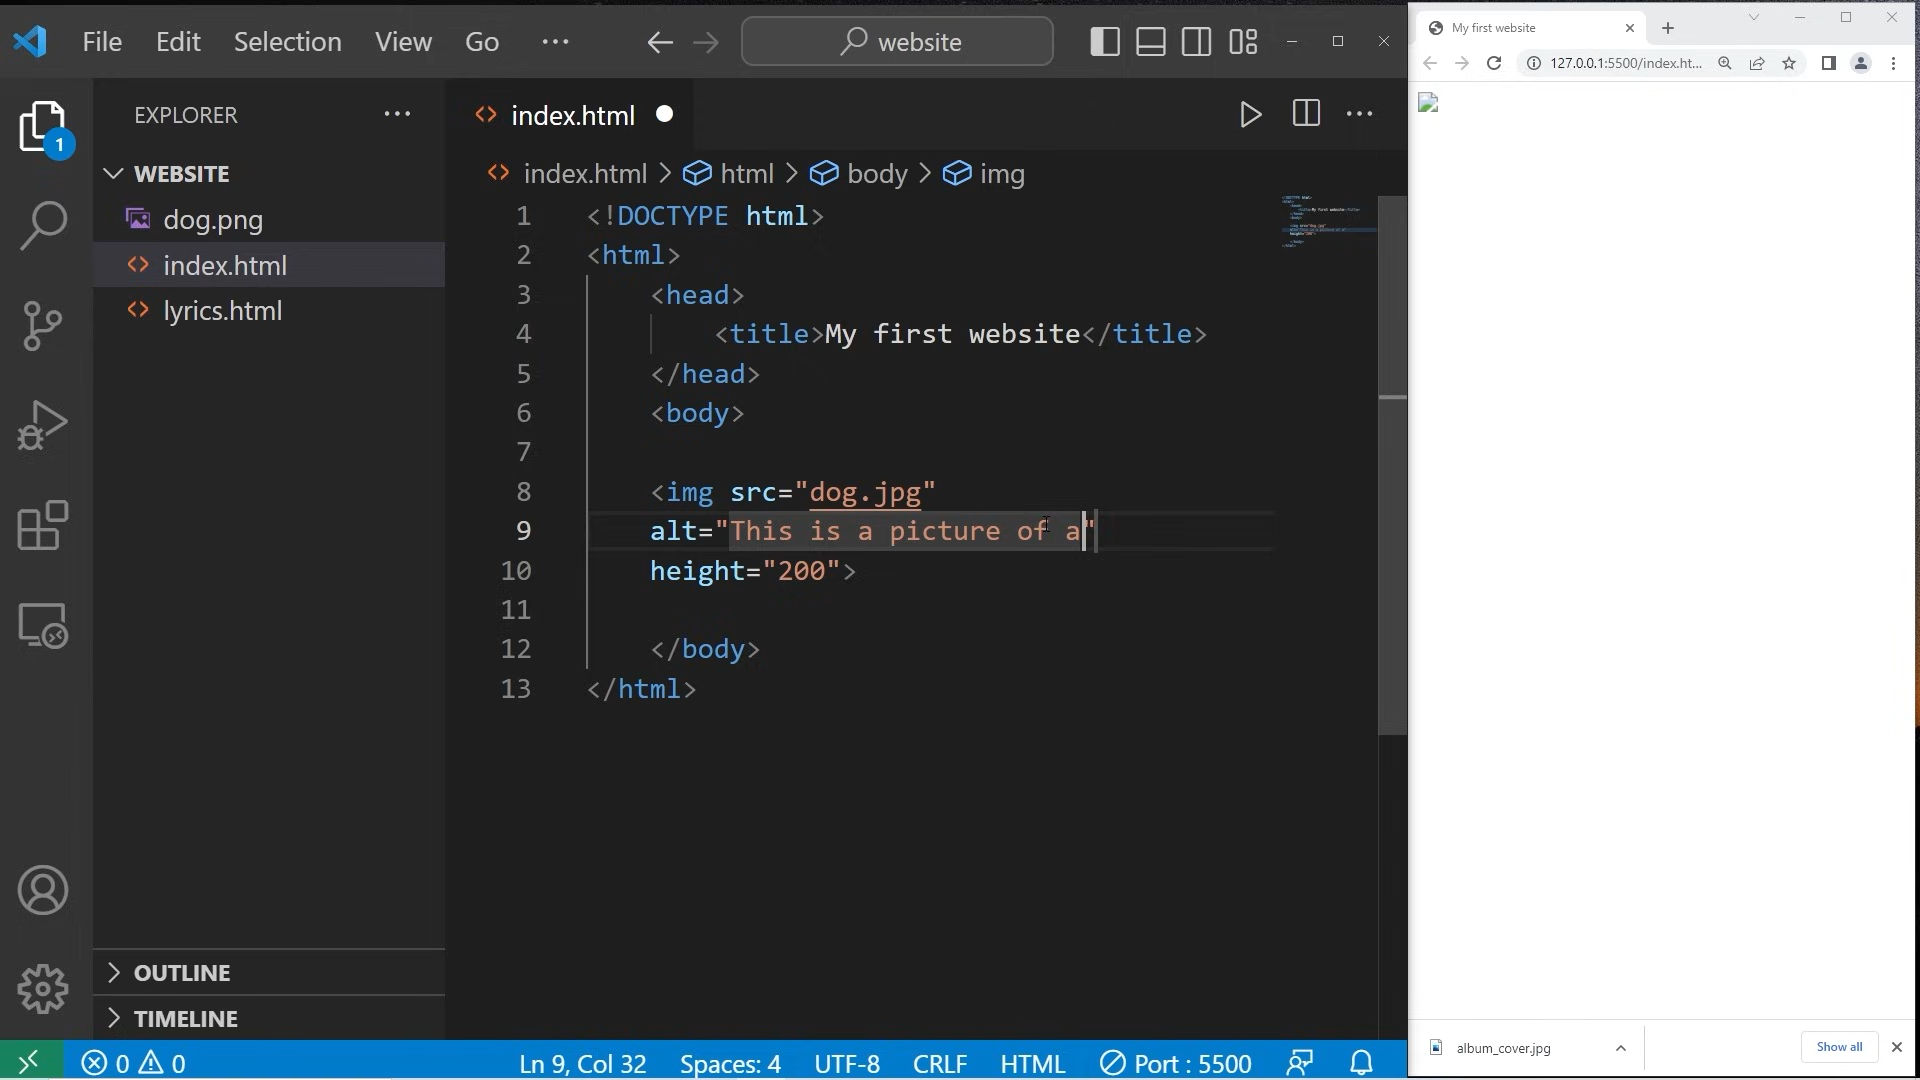 File Edit Selection View Go ··· website
My first website
127.0.0.1:5500/index.ht...
EXPLORER ···
1
WEBSITE
dog.png
index.html
lyrics.html
OUTLINE
TIMELINE
index.html
index.html > html > body > img
1 <!DOCTYPE html>
2 <html>
3 <head>
4 <title>My first website</title>
5 </head>
6 <body>
7
8 <img src="dog.jpg"
9 alt="This is a picture of a"
10 height="200">
11
12 </body>
13 </html>
0 0 Ln 9, Col 32 Spaces: 4 UTF-8 CRLF HTML Port : 5500
album_cover.jpg Show all